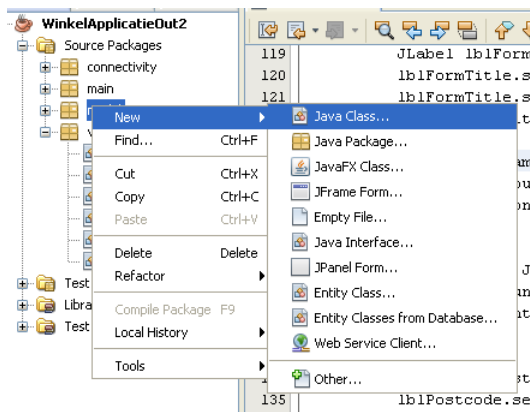 WinkelApplicatieOut2
Source Packages
connectivity
main
Test
Libra
Test
New
Find... Ctrl+F
Cut Ctrl+X
Copy Ctrl+C
Paste Ctrl+V
Delete Delete
Refactor
Compile Package F9
Local History
Tools
Java Class...
Java Package...
JavaFX Class...
JFrame Form...
Empty File...
Java Interface...
JPanel Form...
Entity Class...
Entity Classes from Database...
Web Service Client...
Other...
119 JLabel lblForm
120 lblFormTitle.s
121 lblFormTitle.s
135 lblPostcode.se